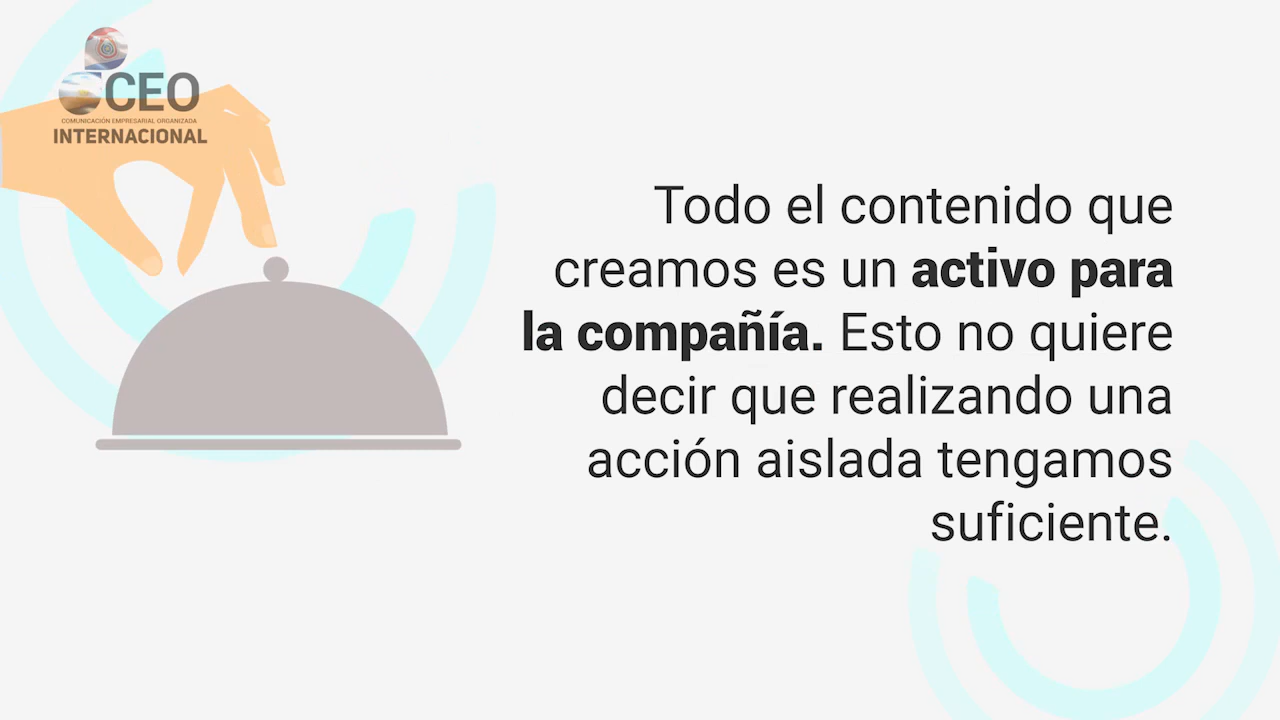 CEO
COMUNICACIÓN EMPRESARIAL ORGANIZADA
INTERNACIONAL
Todo el contenido que
creamos es un activo para
la compañía. Esto no quiere
decir que realizando una
acción aislada tengamos
suficiente.